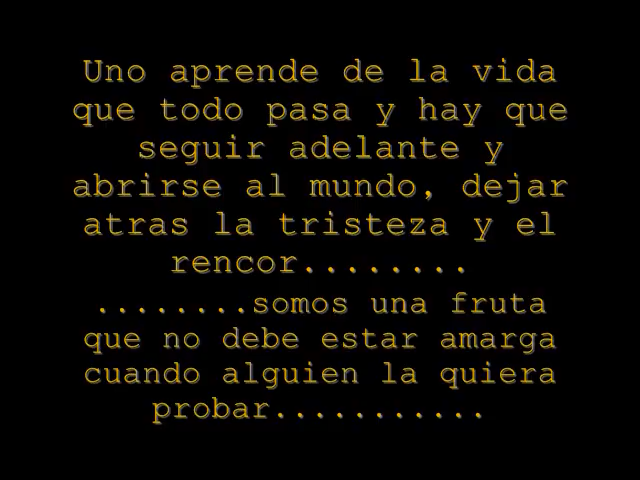 Uno aprende de la vida
que todo pasa y hay que
seguir adelante y
abrirse al mundo, dejar
atras la tristeza y el
rencor........
........somos una fruta
que no debe estar amarga
cuando alguien la quiera
probar...........